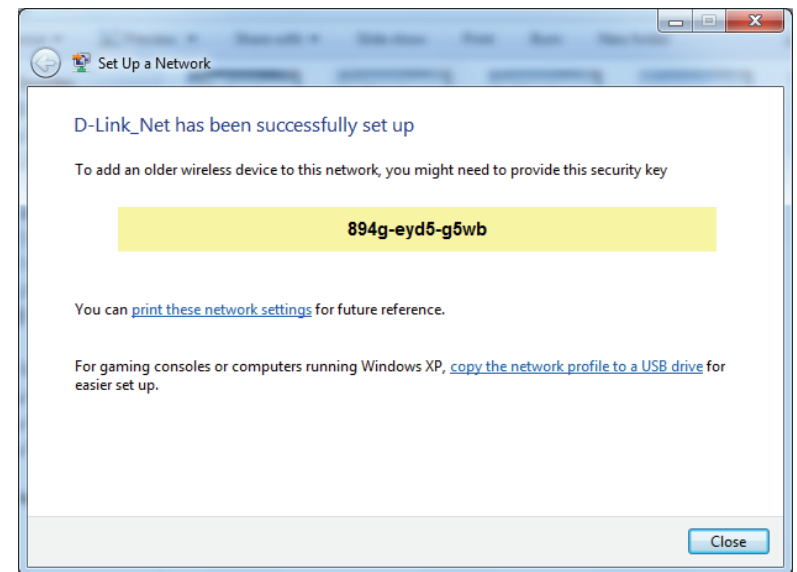 Set Up a Network
D-Link_Net has been successfully set up
To add an older wireless device to this network, you might need to provide this security key
894g-eyd5-g5wb
You can print these network settings for future reference.
For gaming consoles or computers running Windows XP, copy the network profile to a USB drive for
easier set up.
Close